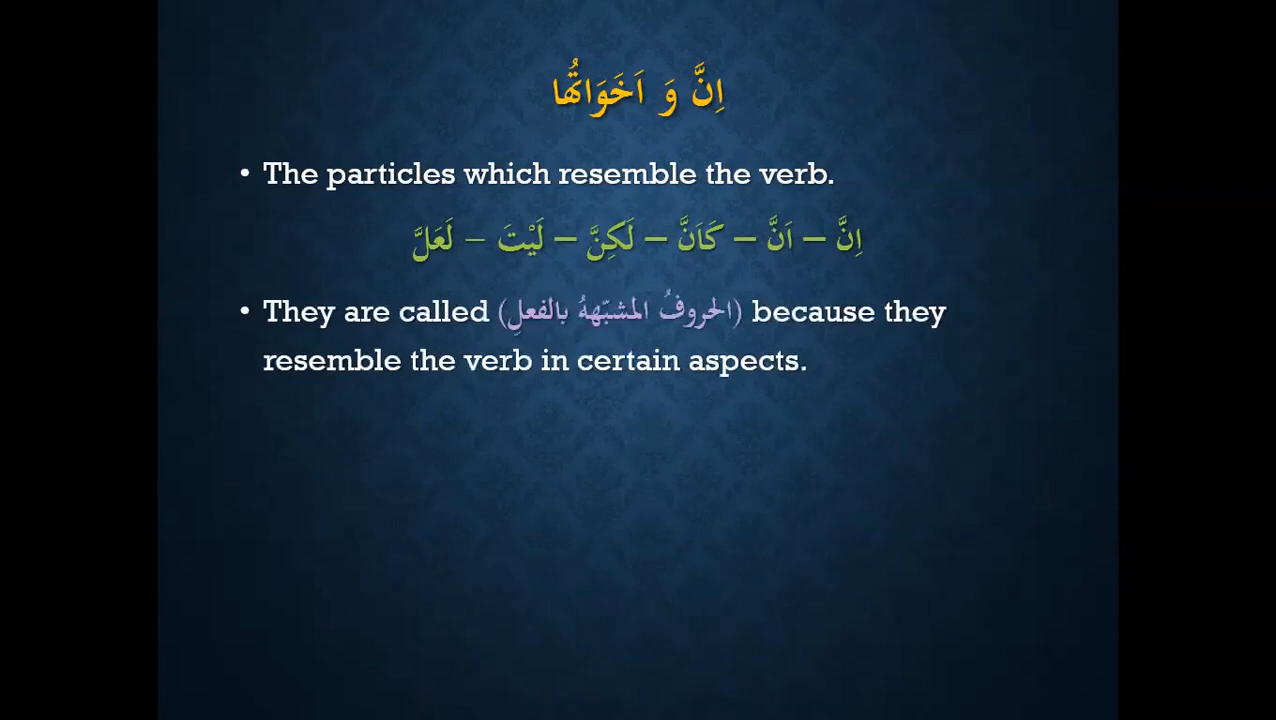 اِنَّ وَ اَخَوَاتُهَا
• The particles which resemble the verb.
اِنَّ – اَنَّ – كَاَنَّ – لَكِنَّ – لَيْتَ – لَعَلَّ
• They are called (الحروفُ المشبّههُ بالفعلِ) because they
resemble the verb in certain aspects.